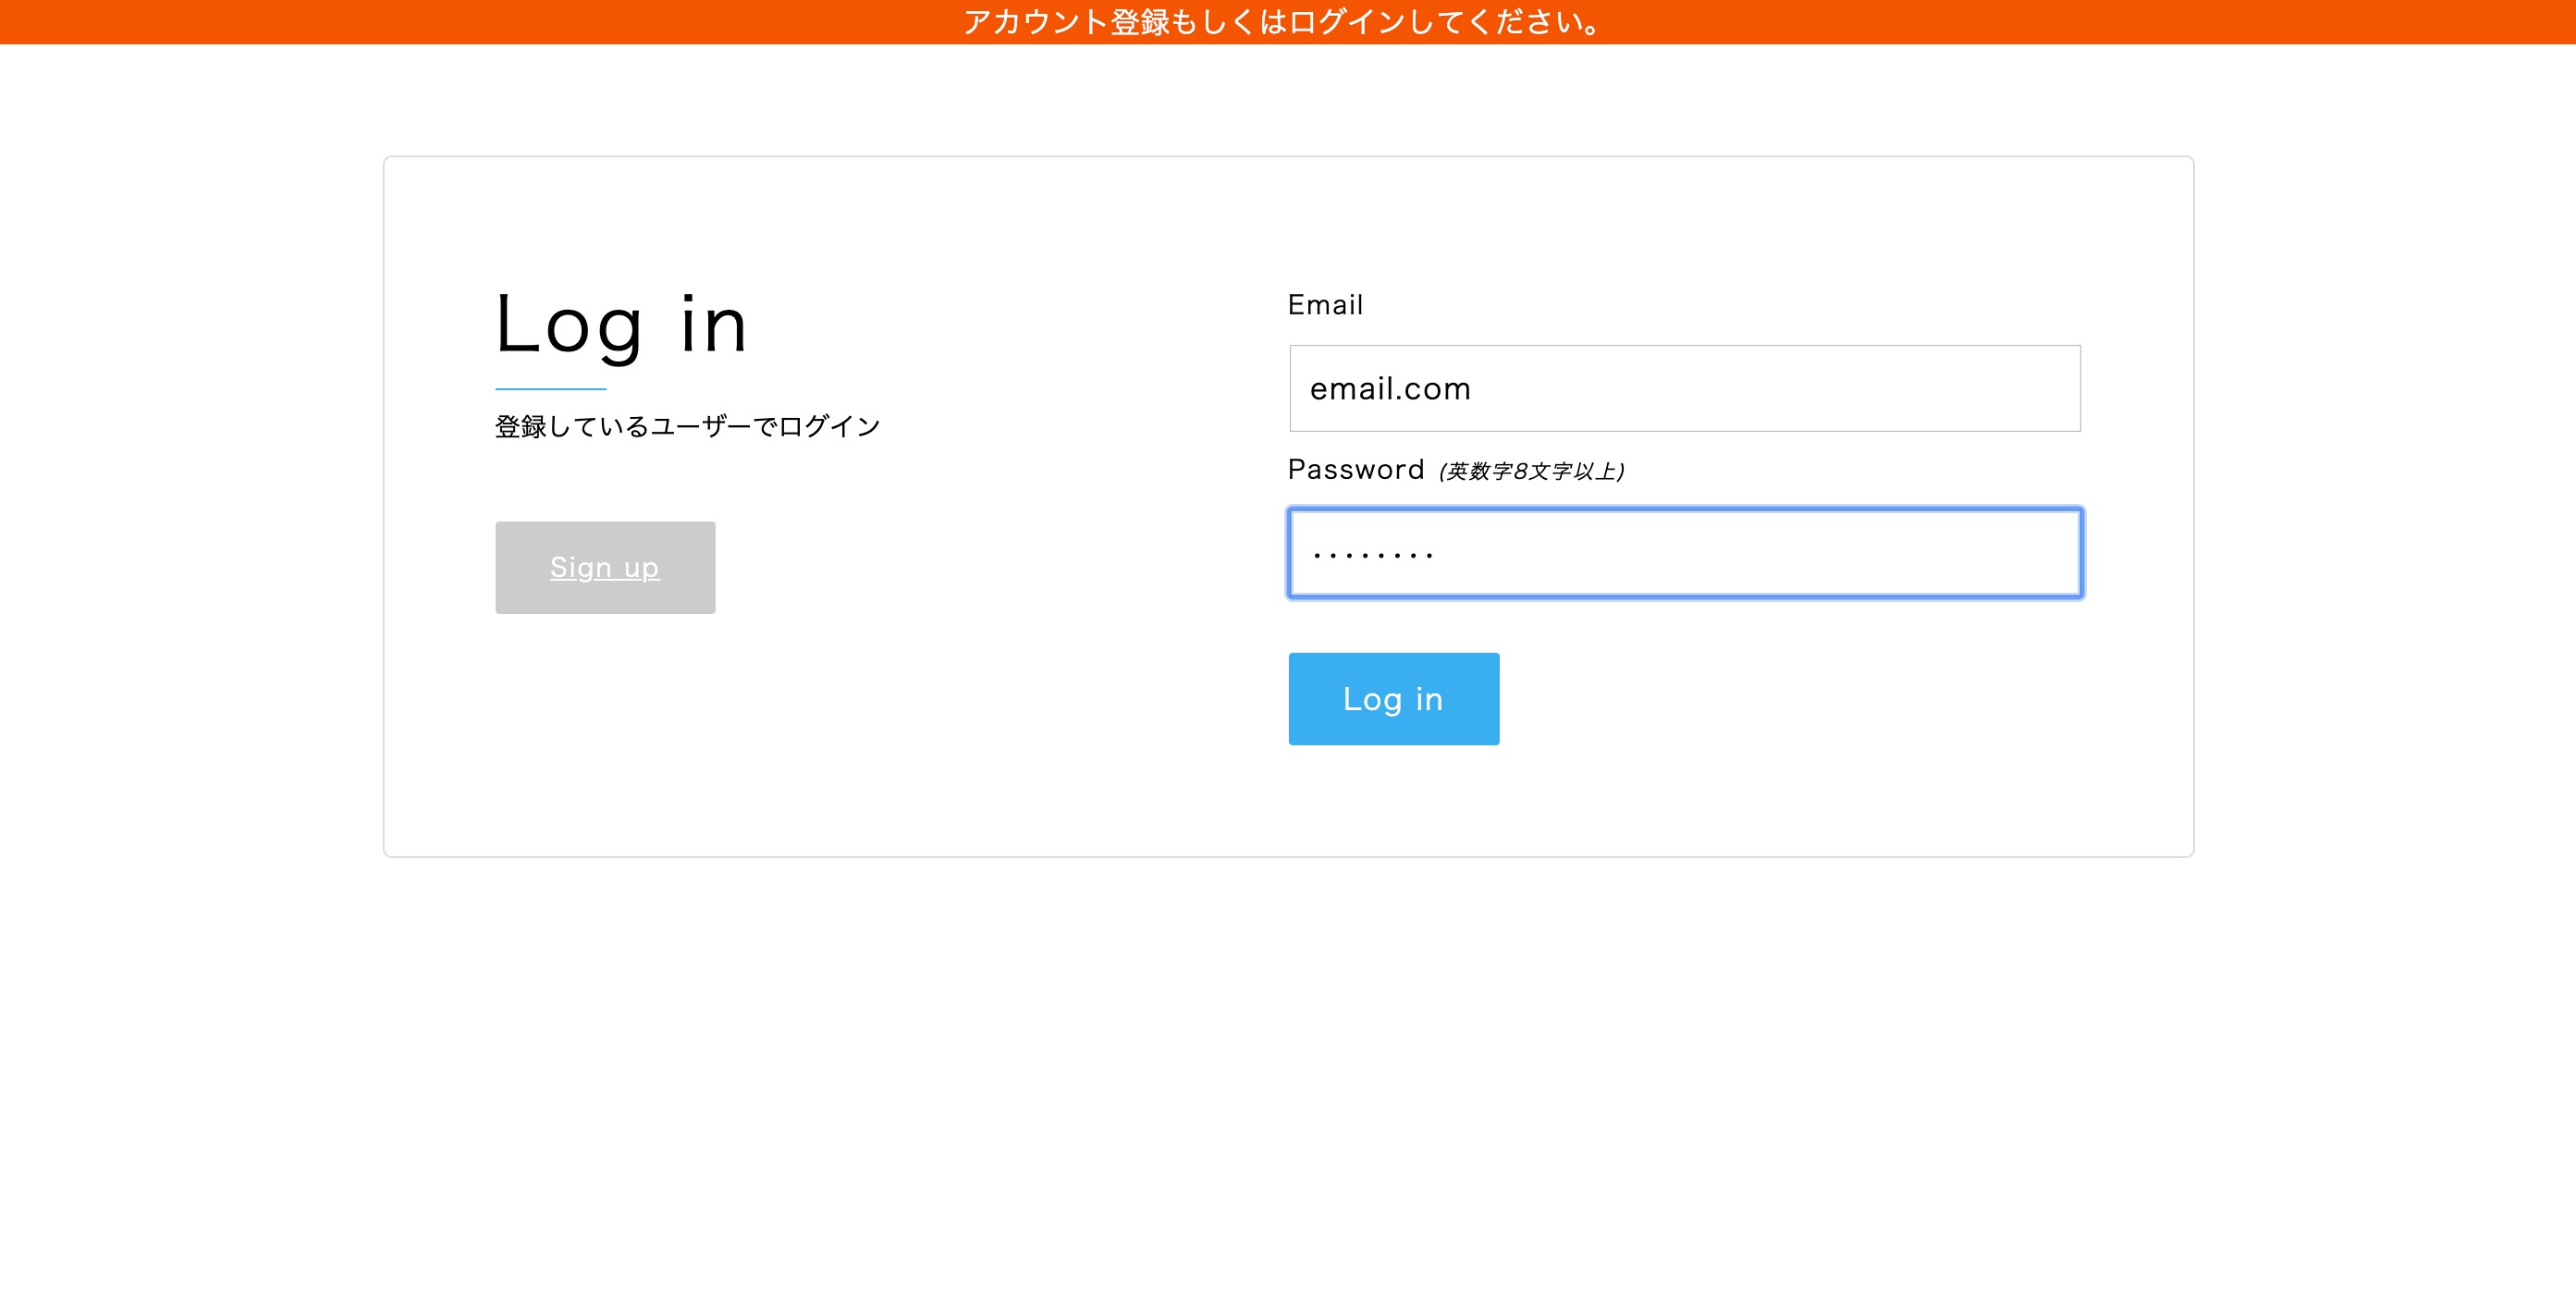 アカウント登録もしくはログインしてください。
Log in
登録しているユーザーでログイン
Sign up
Email
email.com
Password (英数字8文字以上)
........
Log in